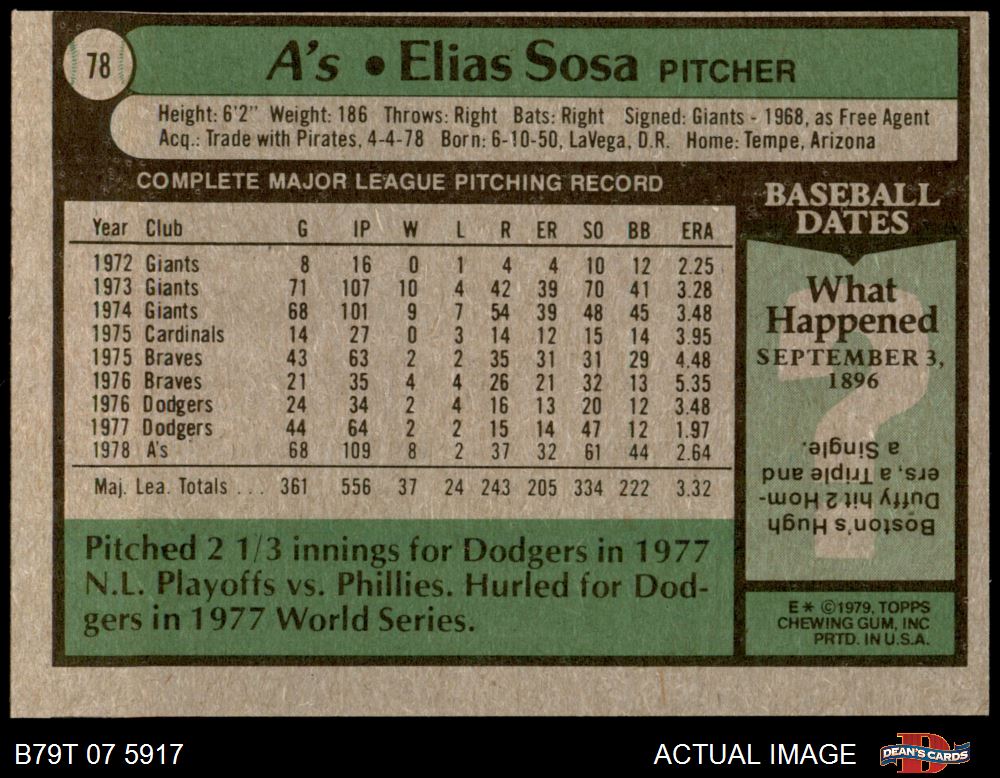 78
A's • Elias Sosa PITCHER
Height: 6'2" Weight: 186 Throws: Right Bats: Right Signed: Giants - 1968, as Free Agent
Acq.: Trade with Pirates, 4-4-78 Born: 6-10-50, LaVega, D.R. Home: Tempe, Arizona
COMPLETE MAJOR LEAGUE PITCHING RECORD
Year Club G IP W L R ER SO BB ERA
1972 Giants 8 16 0 1 4 4 10 12 2.25
1973 Giants 71 107 10 4 42 39 70 41 3.28
1974 Giants 68 101 9 7 54 39 48 45 3.48
1975 Cardinals 14 27 0 3 14 12 15 14 3.95
1975 Braves 43 63 2 2 35 31 31 29 4.48
1976 Braves 21 35 4 4 26 21 32 13 5.35
1976 Dodgers 24 34 2 4 16 13 20 12 3.48
1977 Dodgers 44 64 2 2 15 14 47 12 1.97
1978 A's 68 109 8 2 37 32 61 44 2.64
Maj. Lea. Totals ... 361 556 37 24 243 205 334 222 3.32
Pitched 2 1/3 innings for Dodgers in 1977
N.L. Playoffs vs. Phillies. Hurled for Dod-
gers in 1977 World Series.
BASEBALL
DATES
What
Happened
SEPTEMBER 3,
1896
?
Boston's Hugh
Duffy hit 2 Hom-
ers, a Triple and
a Single.
E* ©1979, TOPPS
CHEWING GUM, INC
PRTD. IN U.S.A.
B79T 07 5917
ACTUAL IMAGE
D
DEAN'S CARDS